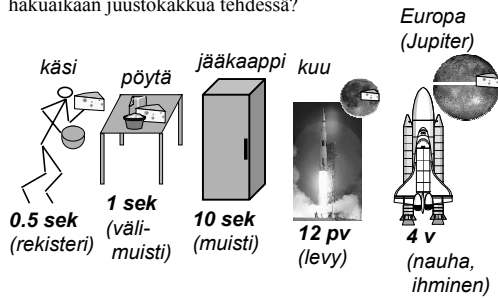 hakuaikaan juustokakkua tehdessä?
käsi
0.5 sek
(rekisteri)
pöytä
1 sek
(väli-
muisti)
jääkaappi
10 sek
(muisti)
kuu
12 pv
(levy)
Europa
(Jupiter)
4 v
(nauha,
ihminen)